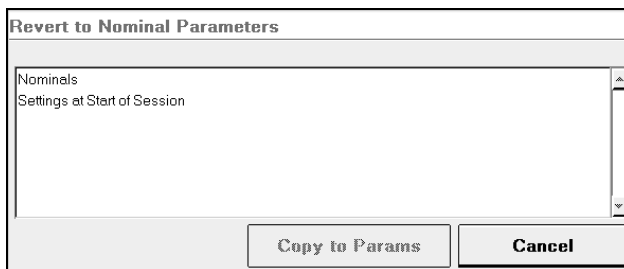 Revert to Nominal Parameters
Nominals
Settings at Start of Session
Copy to Params
Cancel